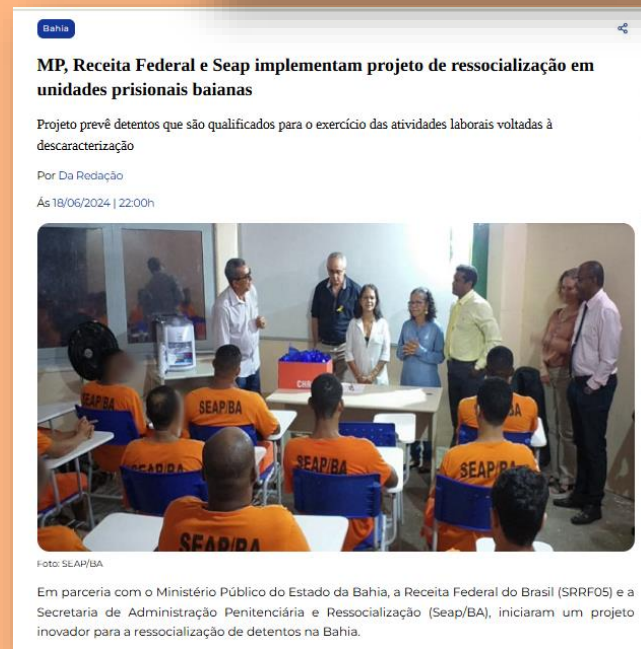 Bahia
MP, Receita Federal e Seap implementam projeto de ressocialização em
unidades prisionais baianas
Projeto prevê detentos que são qualificados para o exercício das atividades laborais voltadas à
descaracterização
Por Da Redação
Ás 18/06/2024 | 22:00h
SEAP/BA
SEAP/BA
SEAP/BA
SEAP/BA
SEAP/BA
Foto: SEAP/BA
Em parceria com o Ministério Público do Estado da Bahia, a Receita Federal do Brasil (SRRF05) e a
Secretaria de Administração Penitenciária e Ressocialização (Seap/BA), iniciaram um projeto
inovador para a ressocialização de detentos na Bahia.